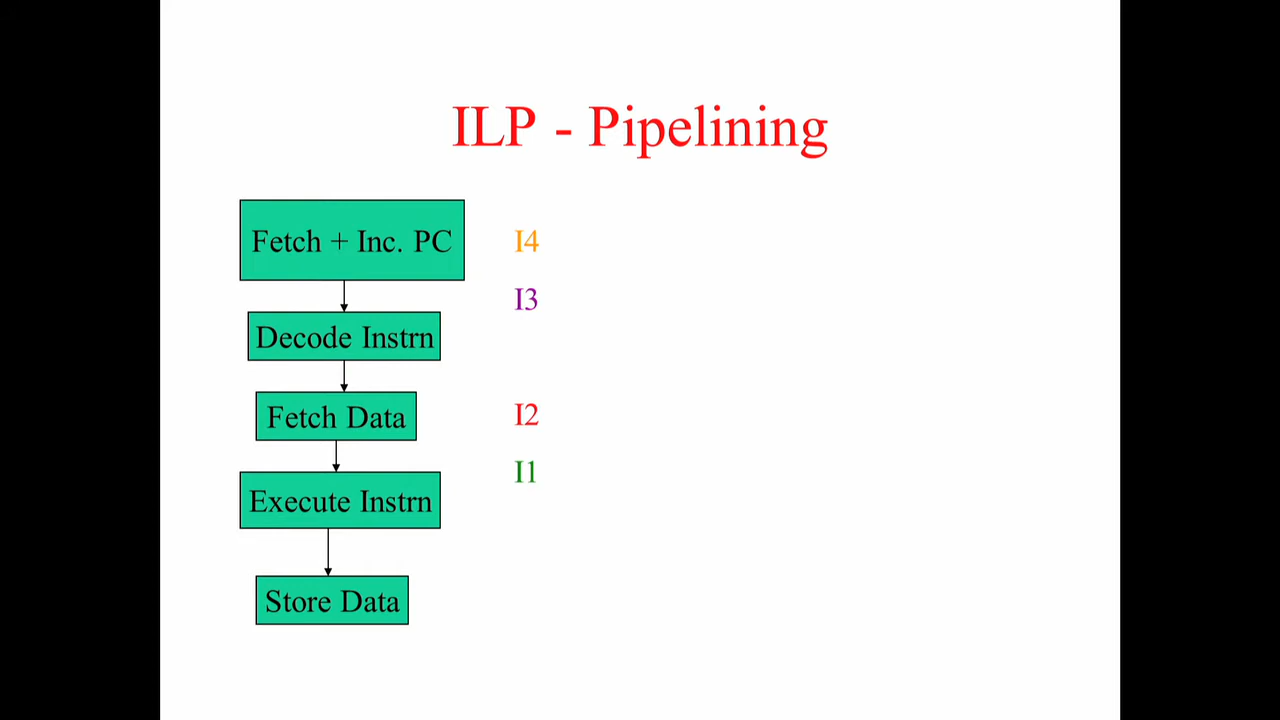 ILP - Pipelining
Fetch + Inc. PC
I4
I3
Decode Instrn
Fetch Data
I2
I1
Execute Instrn
Store Data